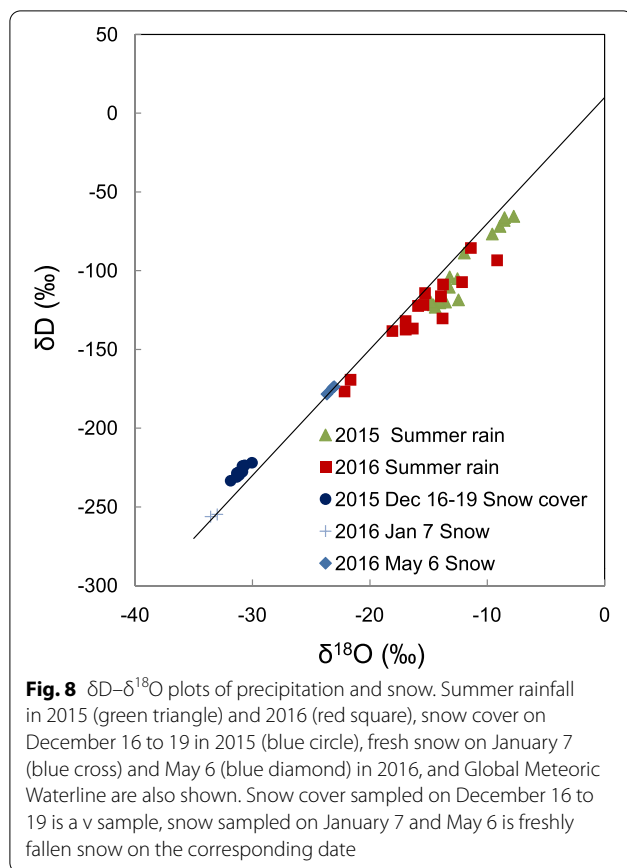 50
0
-50
-100
-150
-200
-250
-300
δD (‰)
2015 Summer rain
2016 Summer rain
2015 Dec 16-19 Snow cover
2016 Jan 7 Snow
2016 May 6 Snow
-40 -30 -20 -10 0
δ¹⁸O (‰)
Fig. 8 δD–δ¹⁸O plots of precipitation and snow. Summer rainfall
in 2015 (green triangle) and 2016 (red square), snow cover on
December 16 to 19 in 2015 (blue circle), fresh snow on January 7
(blue cross) and May 6 (blue diamond) in 2016, and Global Meteoric
Waterline are also shown. Snow cover sampled on December 16 to
19 is a v sample, snow sampled on January 7 and May 6 is freshly
fallen snow on the corresponding date